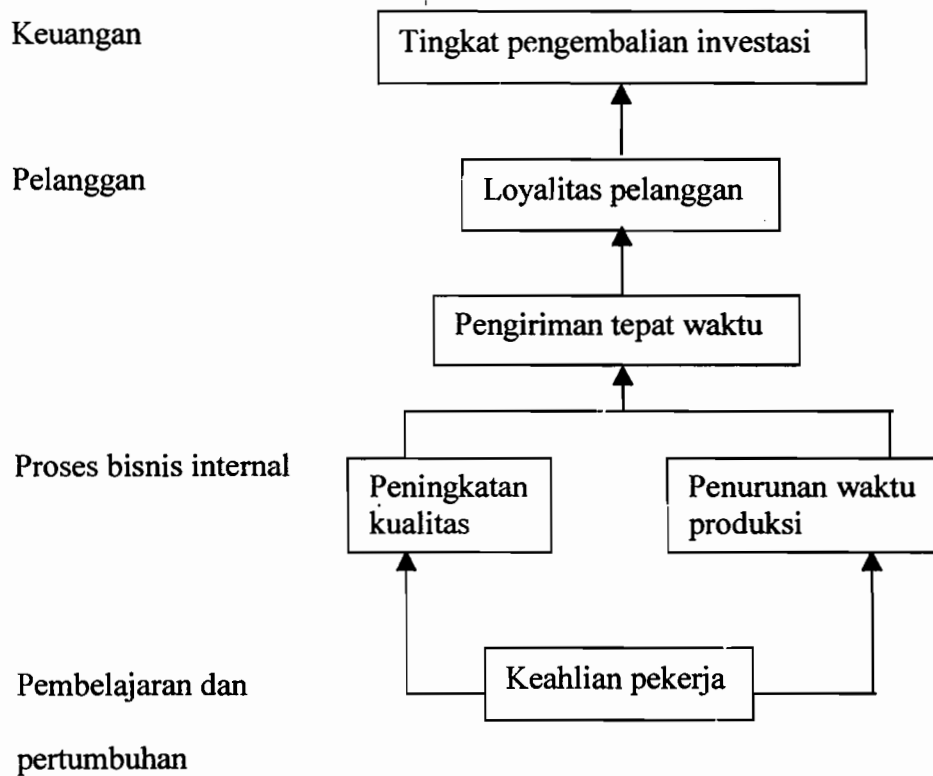 Keuangan
Tingkat pengembalian investasi
Pelanggan
Loyalitas pelanggan
Pengiriman tepat waktu
Proses bisnis internal
Peningkatan
kualitas
Penurunan waktu
produksi
Pembelajaran dan
pertumbuhan
Keahlian pekerja